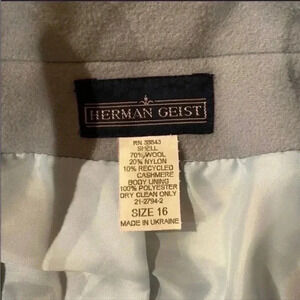 HERMAN GEIST
RN 38843
SHELL
70% WOOL
20% NYLON
10% RECYCLED
CASHMERE
BODY LINING
100% POLYESTER
DRY CLEAN ONLY
21-2794-2
SIZE 16
MADE IN UKRAINE